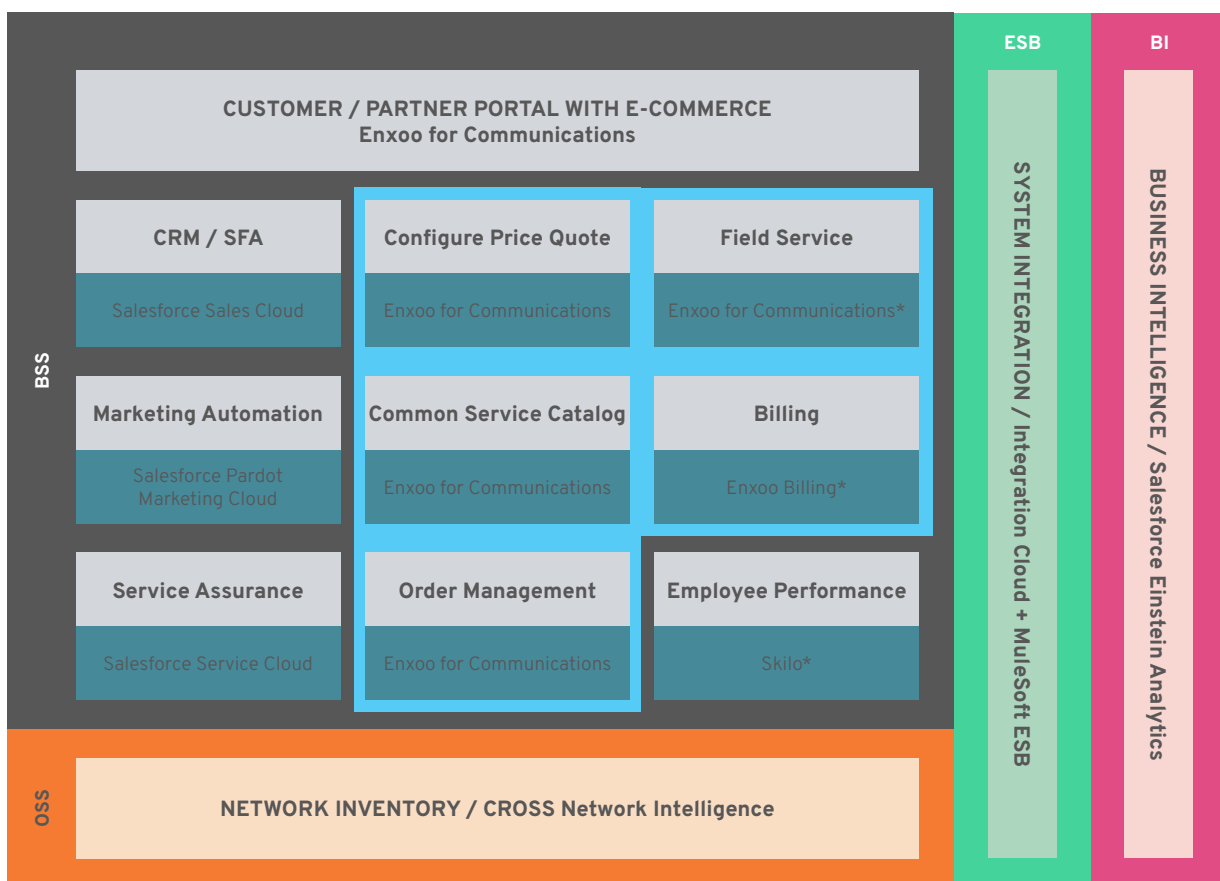 ESB
BI
CUSTOMER / PARTNER PORTAL WITH E-COMMERCE
Enxoo for Communications
BSS
CRM / SFA
Salesforce Sales Cloud
Configure Price Quote
Enxoo for Communications
Field Service
Enxoo for Communications*
Marketing Automation
Salesforce Pardot
Marketing Cloud
Common Service Catalog
Enxoo for Communications
Billing
Enxoo Billing*
Service Assurance
Salesforce Service Cloud
Order Management
Enxoo for Communications
Employee Performance
Skilo*
OSS
NETWORK INVENTORY / CROSS Network Intelligence
SYSTEM INTEGRATION / Integration Cloud + MuleSoft ESB
BUSINESS INTELLIGENCE / Salesforce Einstein Analytics